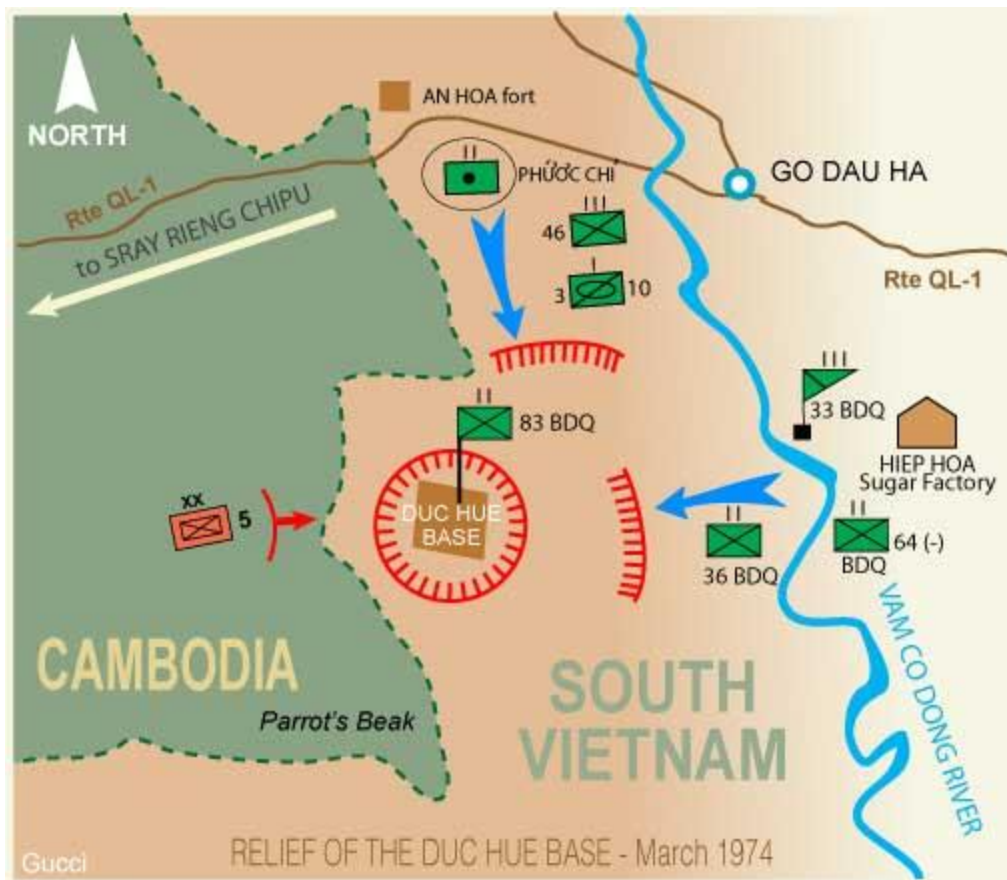 NORTH
AN HOA fort
Rte QL-1
to SRAY RIENG CHIPU
II
PHƯỚC CHỈ
III
46
I
3
10
GO DAU HA
Rte QL-1
III
33 BDQ
HIEP HOA
Sugar Factory
II
83 BDQ
DUC HUE
BASE
xx
5
II
36 BDQ
II
64 (-)
BDQ
VAM CO DONG RIVER
CAMBODIA
Parrot's Beak
SOUTH
VIETNAM
RELIEF OF THE DUC HUE BASE - March 1974
Gucci